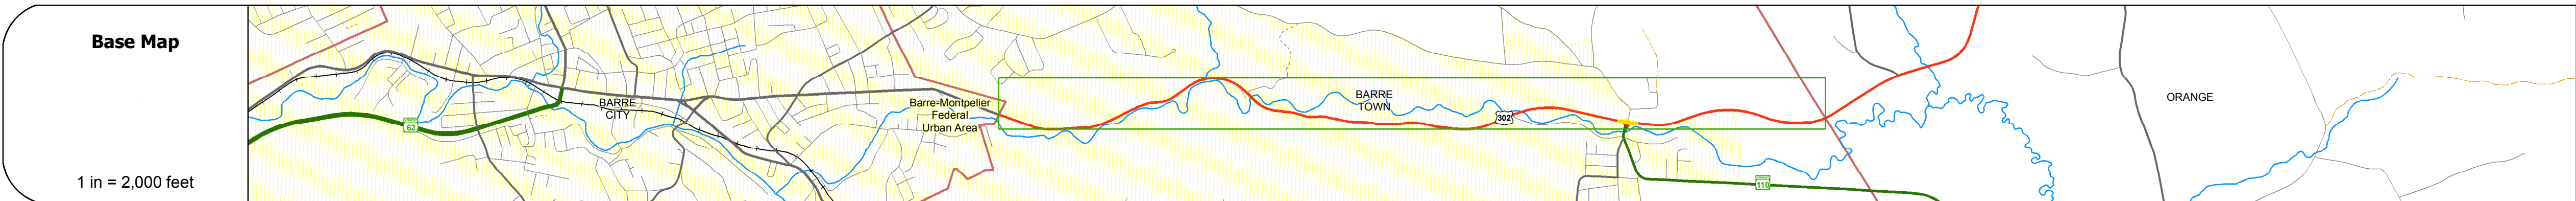 Base Map
1 in = 2,000 feet
62
BARRE
CITY
Barre-Montpelier
Federal
Urban Area
BARRE
TOWN
302
110
ORANGE